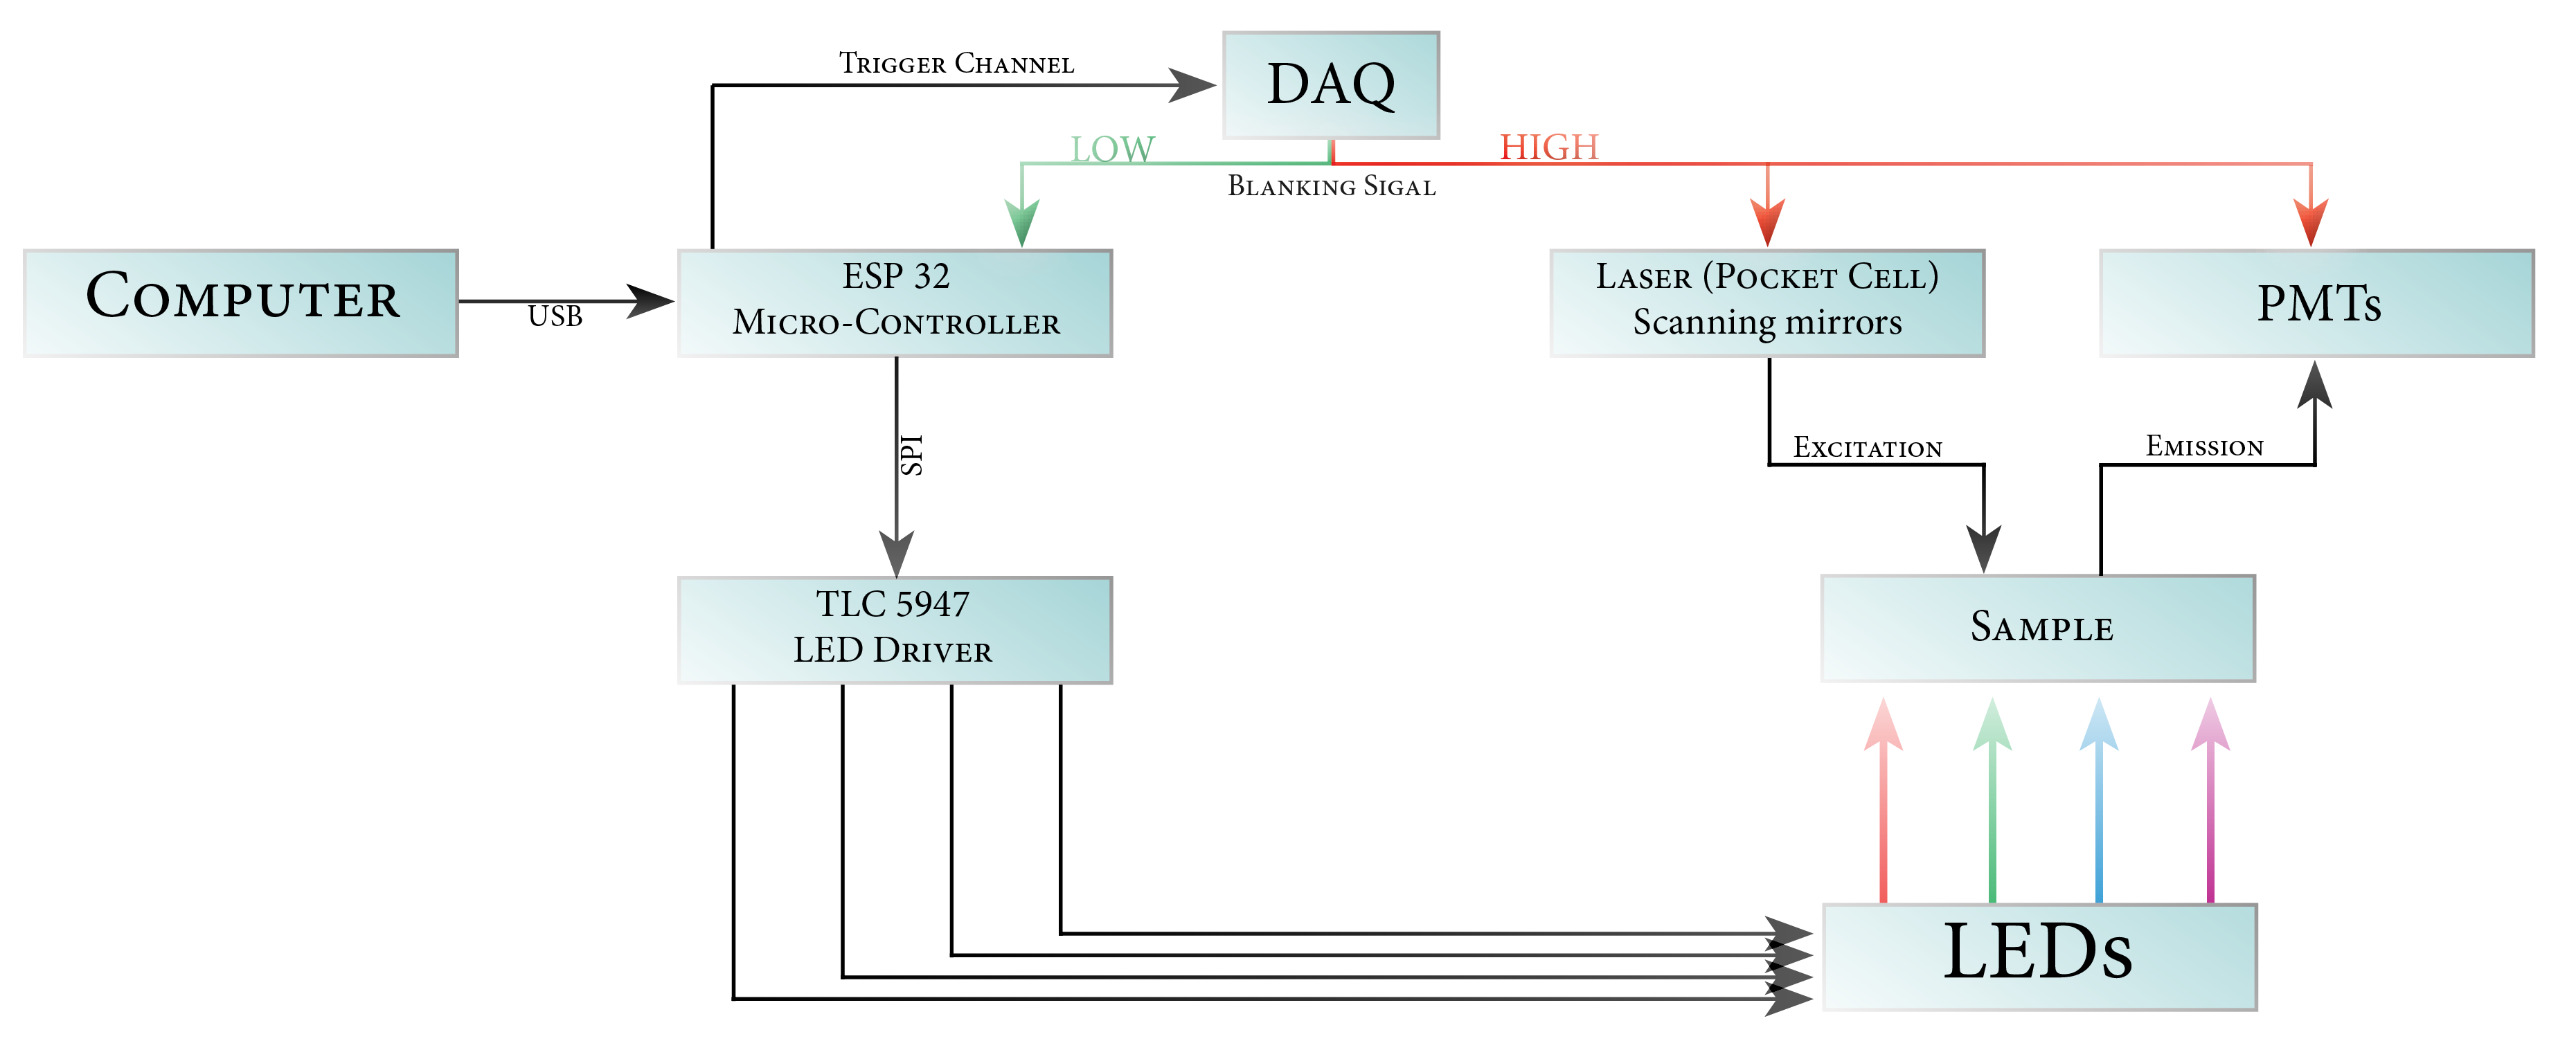 Trigger Channel
DAQ
LOW
HIGH
Blanking Sigal
Computer
USB
ESP 32
Micro-Controller
Laser (Pocket Cell)
Scanning mirrors
PMTs
SPI
Excitation
Emission
TLC 5947
LED Driver
Sample
LEDs